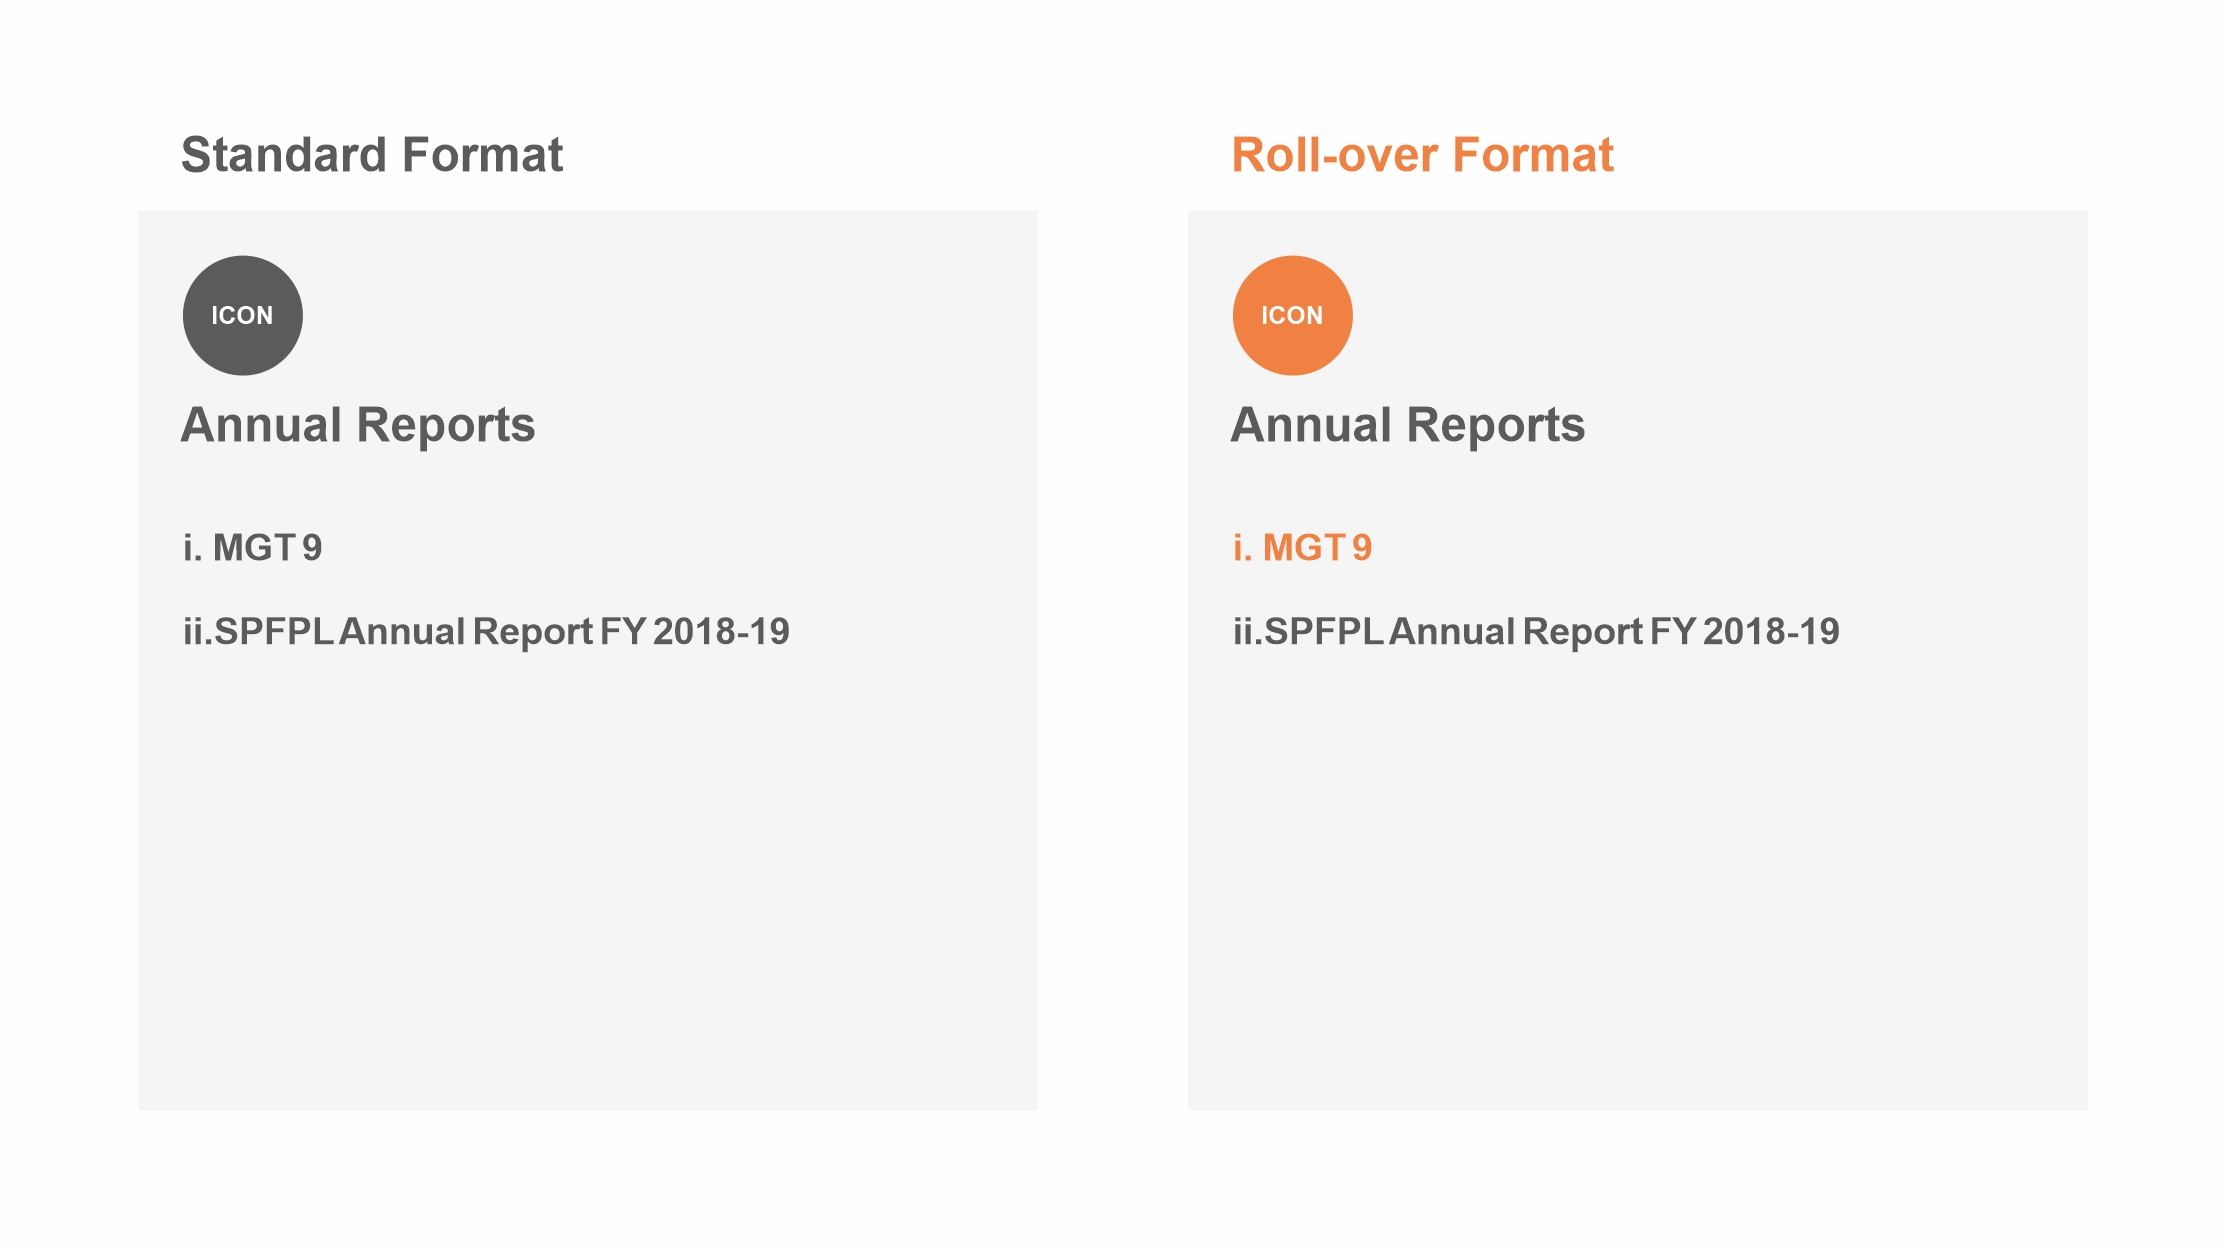 Standard Format
ICON
Annual Reports
i. MGT 9
ii.SPFPL Annual Report FY 2018-19
Roll-over Format
ICON
Annual Reports
i. MGT 9
ii.SPFPL Annual Report FY 2018-19